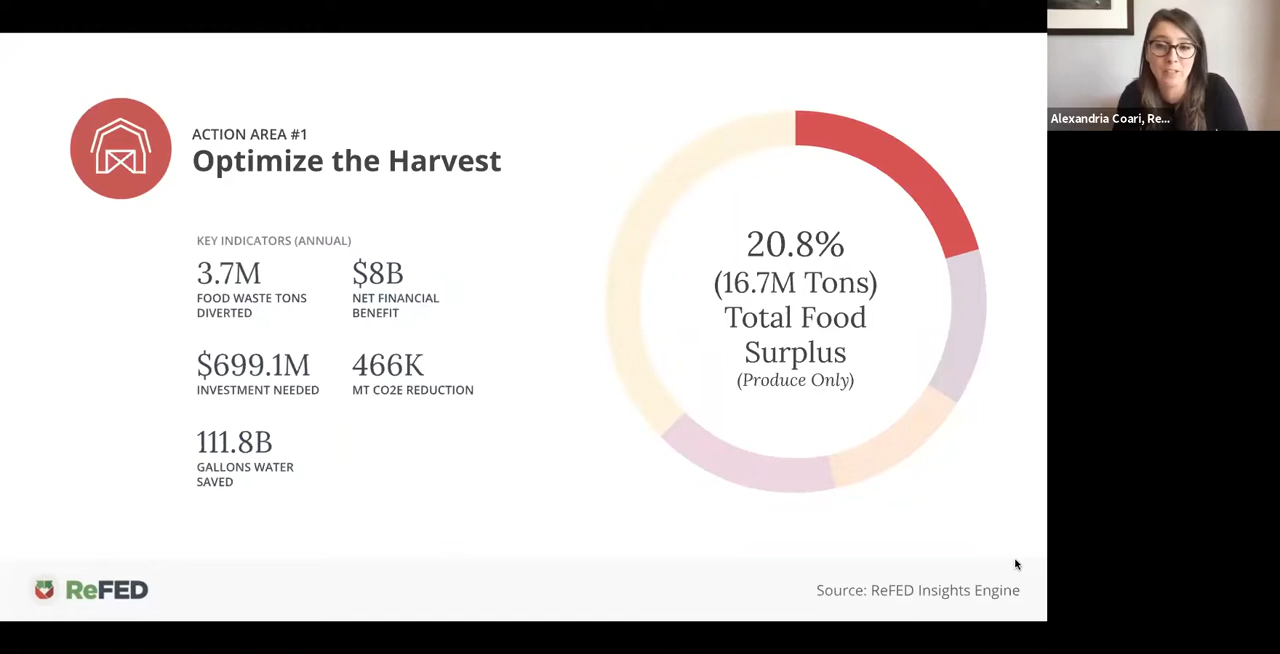 ACTION AREA #1
Optimize the Harvest
KEY INDICATORS (ANNUAL)
3.7M
FOOD WASTE TONS
DIVERTED
$8B
NET FINANCIAL
BENEFIT
$699.1M
INVESTMENT NEEDED
466K
MT CO2E REDUCTION
111.8B
GALLONS WATER
SAVED
20.8%
(16.7M Tons)
Total Food
Surplus
(Produce Only)
ReFED
Source: ReFED Insights Engine
Alexandria Coari, Re...